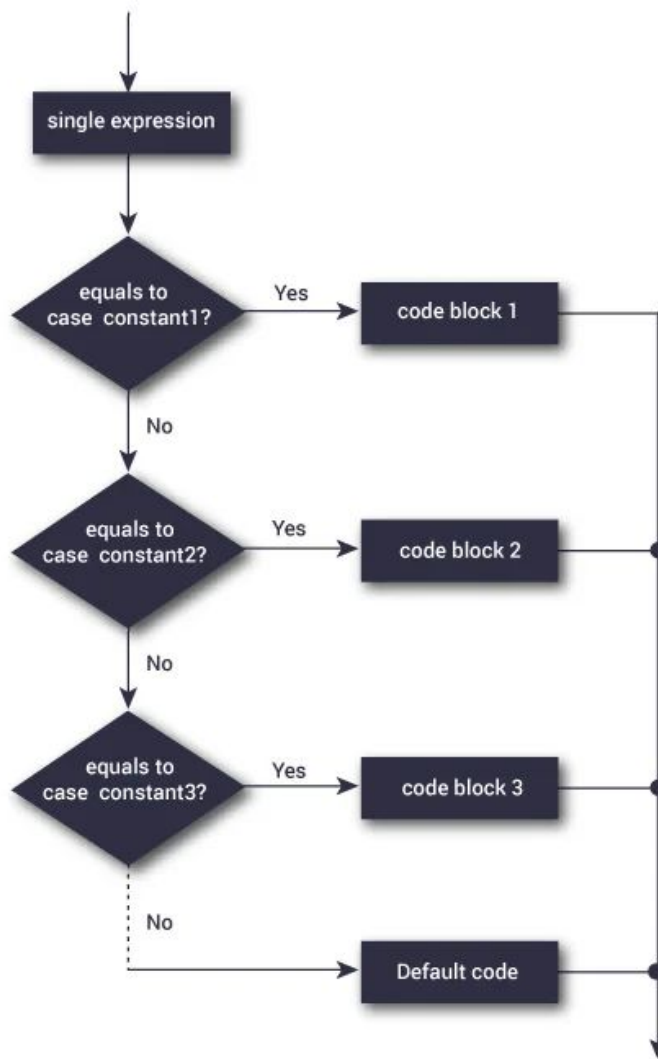 single expression
equals to
case constant1?
Yes
code block 1
No
equals to
case constant2?
Yes
code block 2
No
equals to
case constant3?
Yes
code block 3
No
Default code